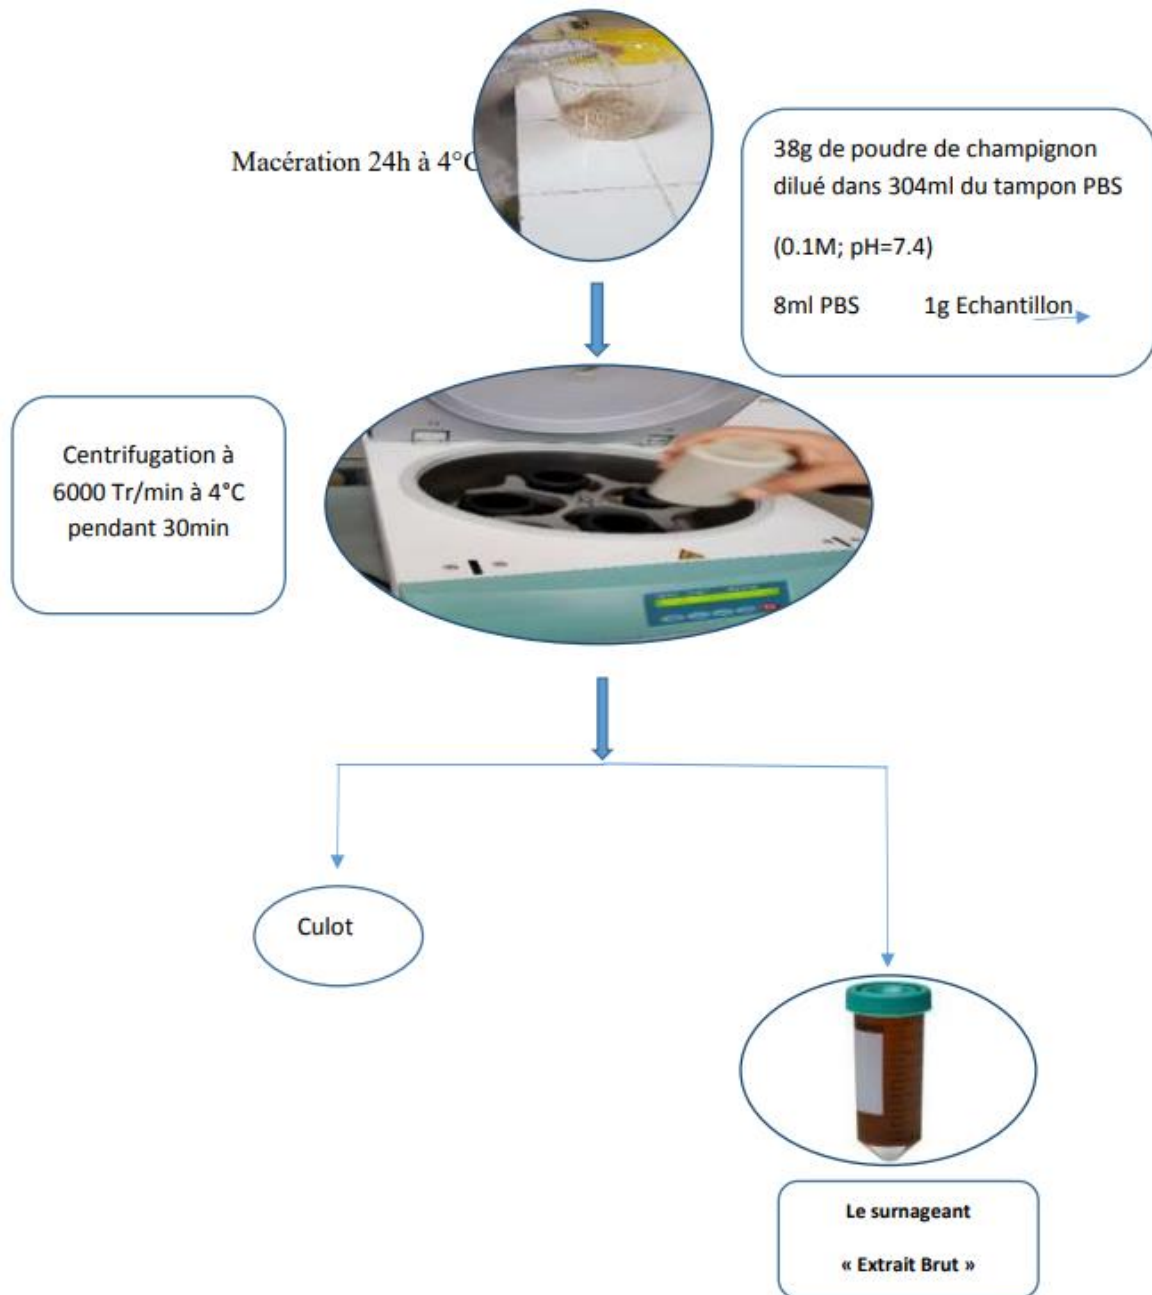 Macération 24h à 4°C
38g de poudre de champignon
dilué dans 304ml du tampon PBS
(0.1M; pH=7.4)
8ml PBS 1g Echantillon
Centrifugation à
6000 Tr/min à 4°C
pendant 30min
Culot
Le surnageant
« Extrait Brut »